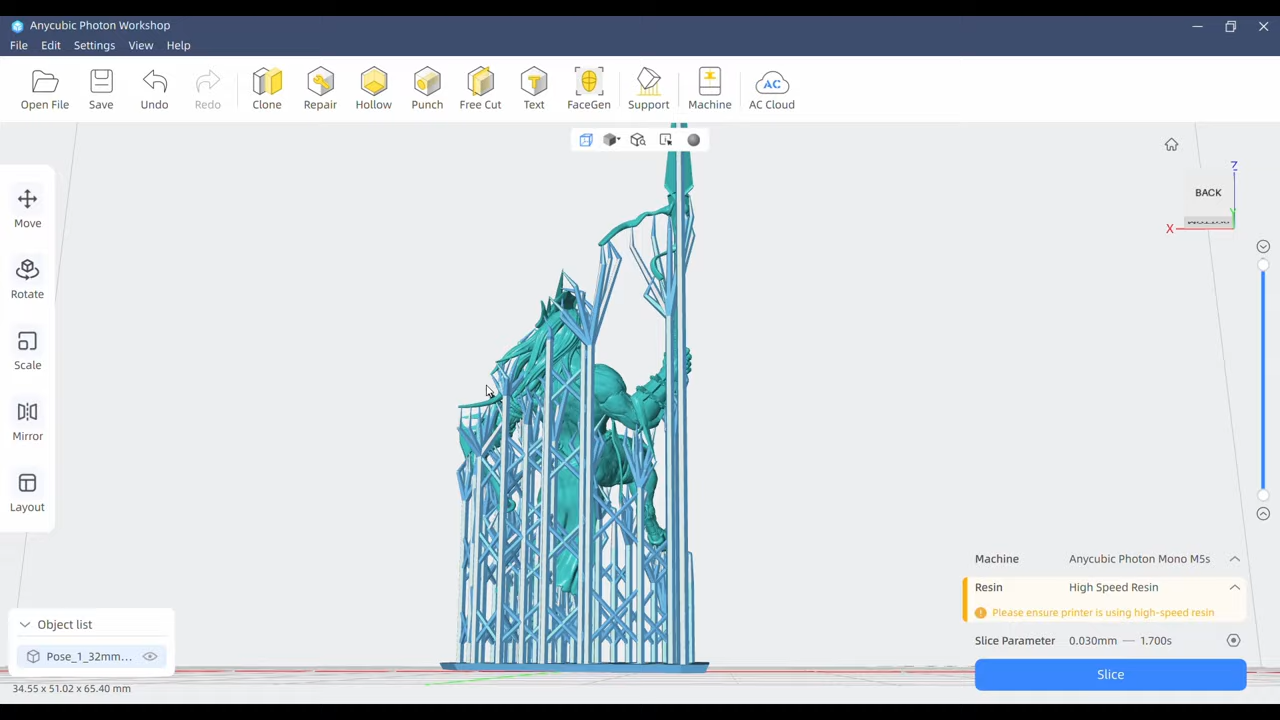 Anycubic Photon Workshop
File Edit Settings View Help
Open File Save Undo Redo Clone Repair Hollow Punch Free Cut Text FaceGen Support Machine AC Cloud
AC
Z
BACK
Y
X
Move
Rotate
Scale
Mirror
Layout
Machine Anycubic Photon Mono M5s
Resin High Speed Resin
Please ensure printer is using high-speed resin
Slice Parameter 0.030mm — 1.700s
Slice
Object list
Pose_1_32mm...
34.55 x 51.02 x 65.40 mm